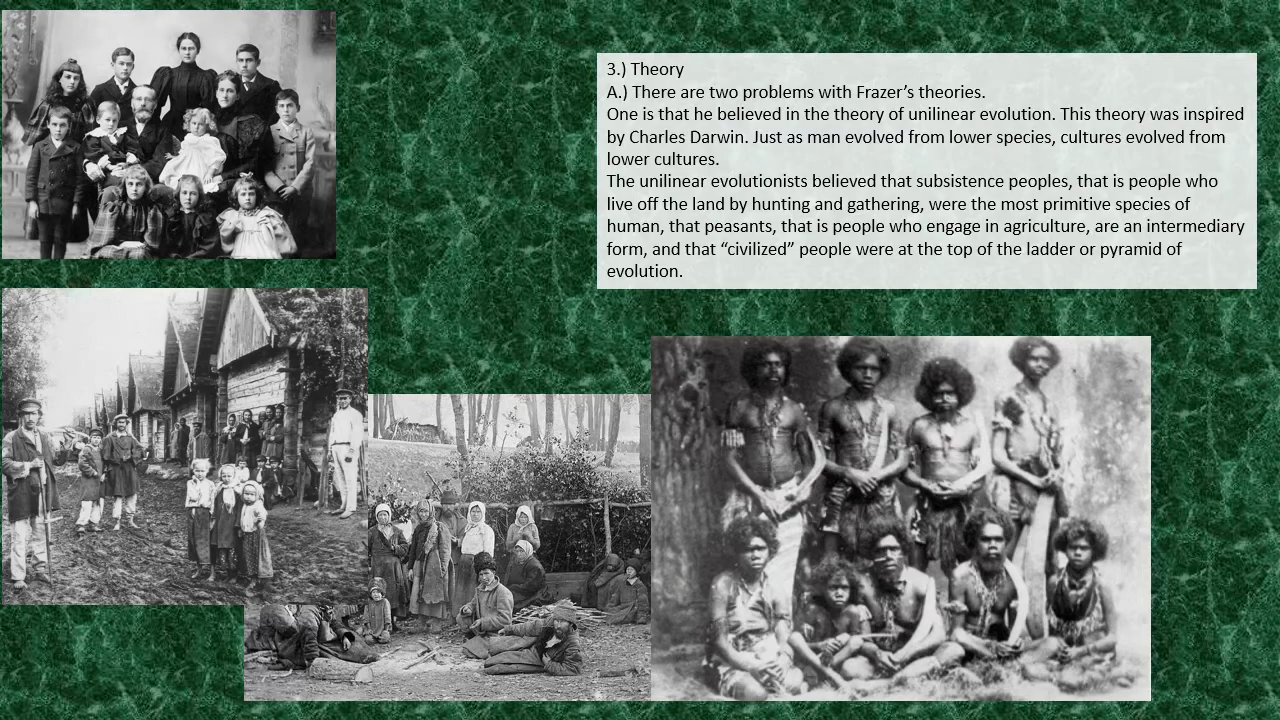 3.) Theory
A.) There are two problems with Frazer’s theories.
One is that he believed in the theory of unilinear evolution. This theory was inspired
by Charles Darwin. Just as man evolved from lower species, cultures evolved from
lower cultures.
The unilinear evolutionists believed that subsistence peoples, that is people who
live off the land by hunting and gathering, were the most primitive species of
human, that peasants, that is people who engage in agriculture, are an intermediary
form, and that “civilized” people were at the top of the ladder or pyramid of
evolution.